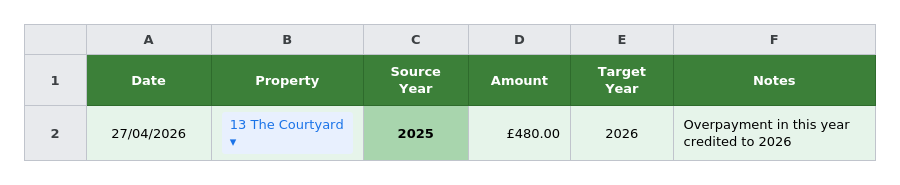 A B C D E F
1 Date Property Source Year Amount Target Year Notes
2 27/04/2026 13 The Courtyard ▾ 2025 £480.00 2026 Overpayment in this year credited to 2026